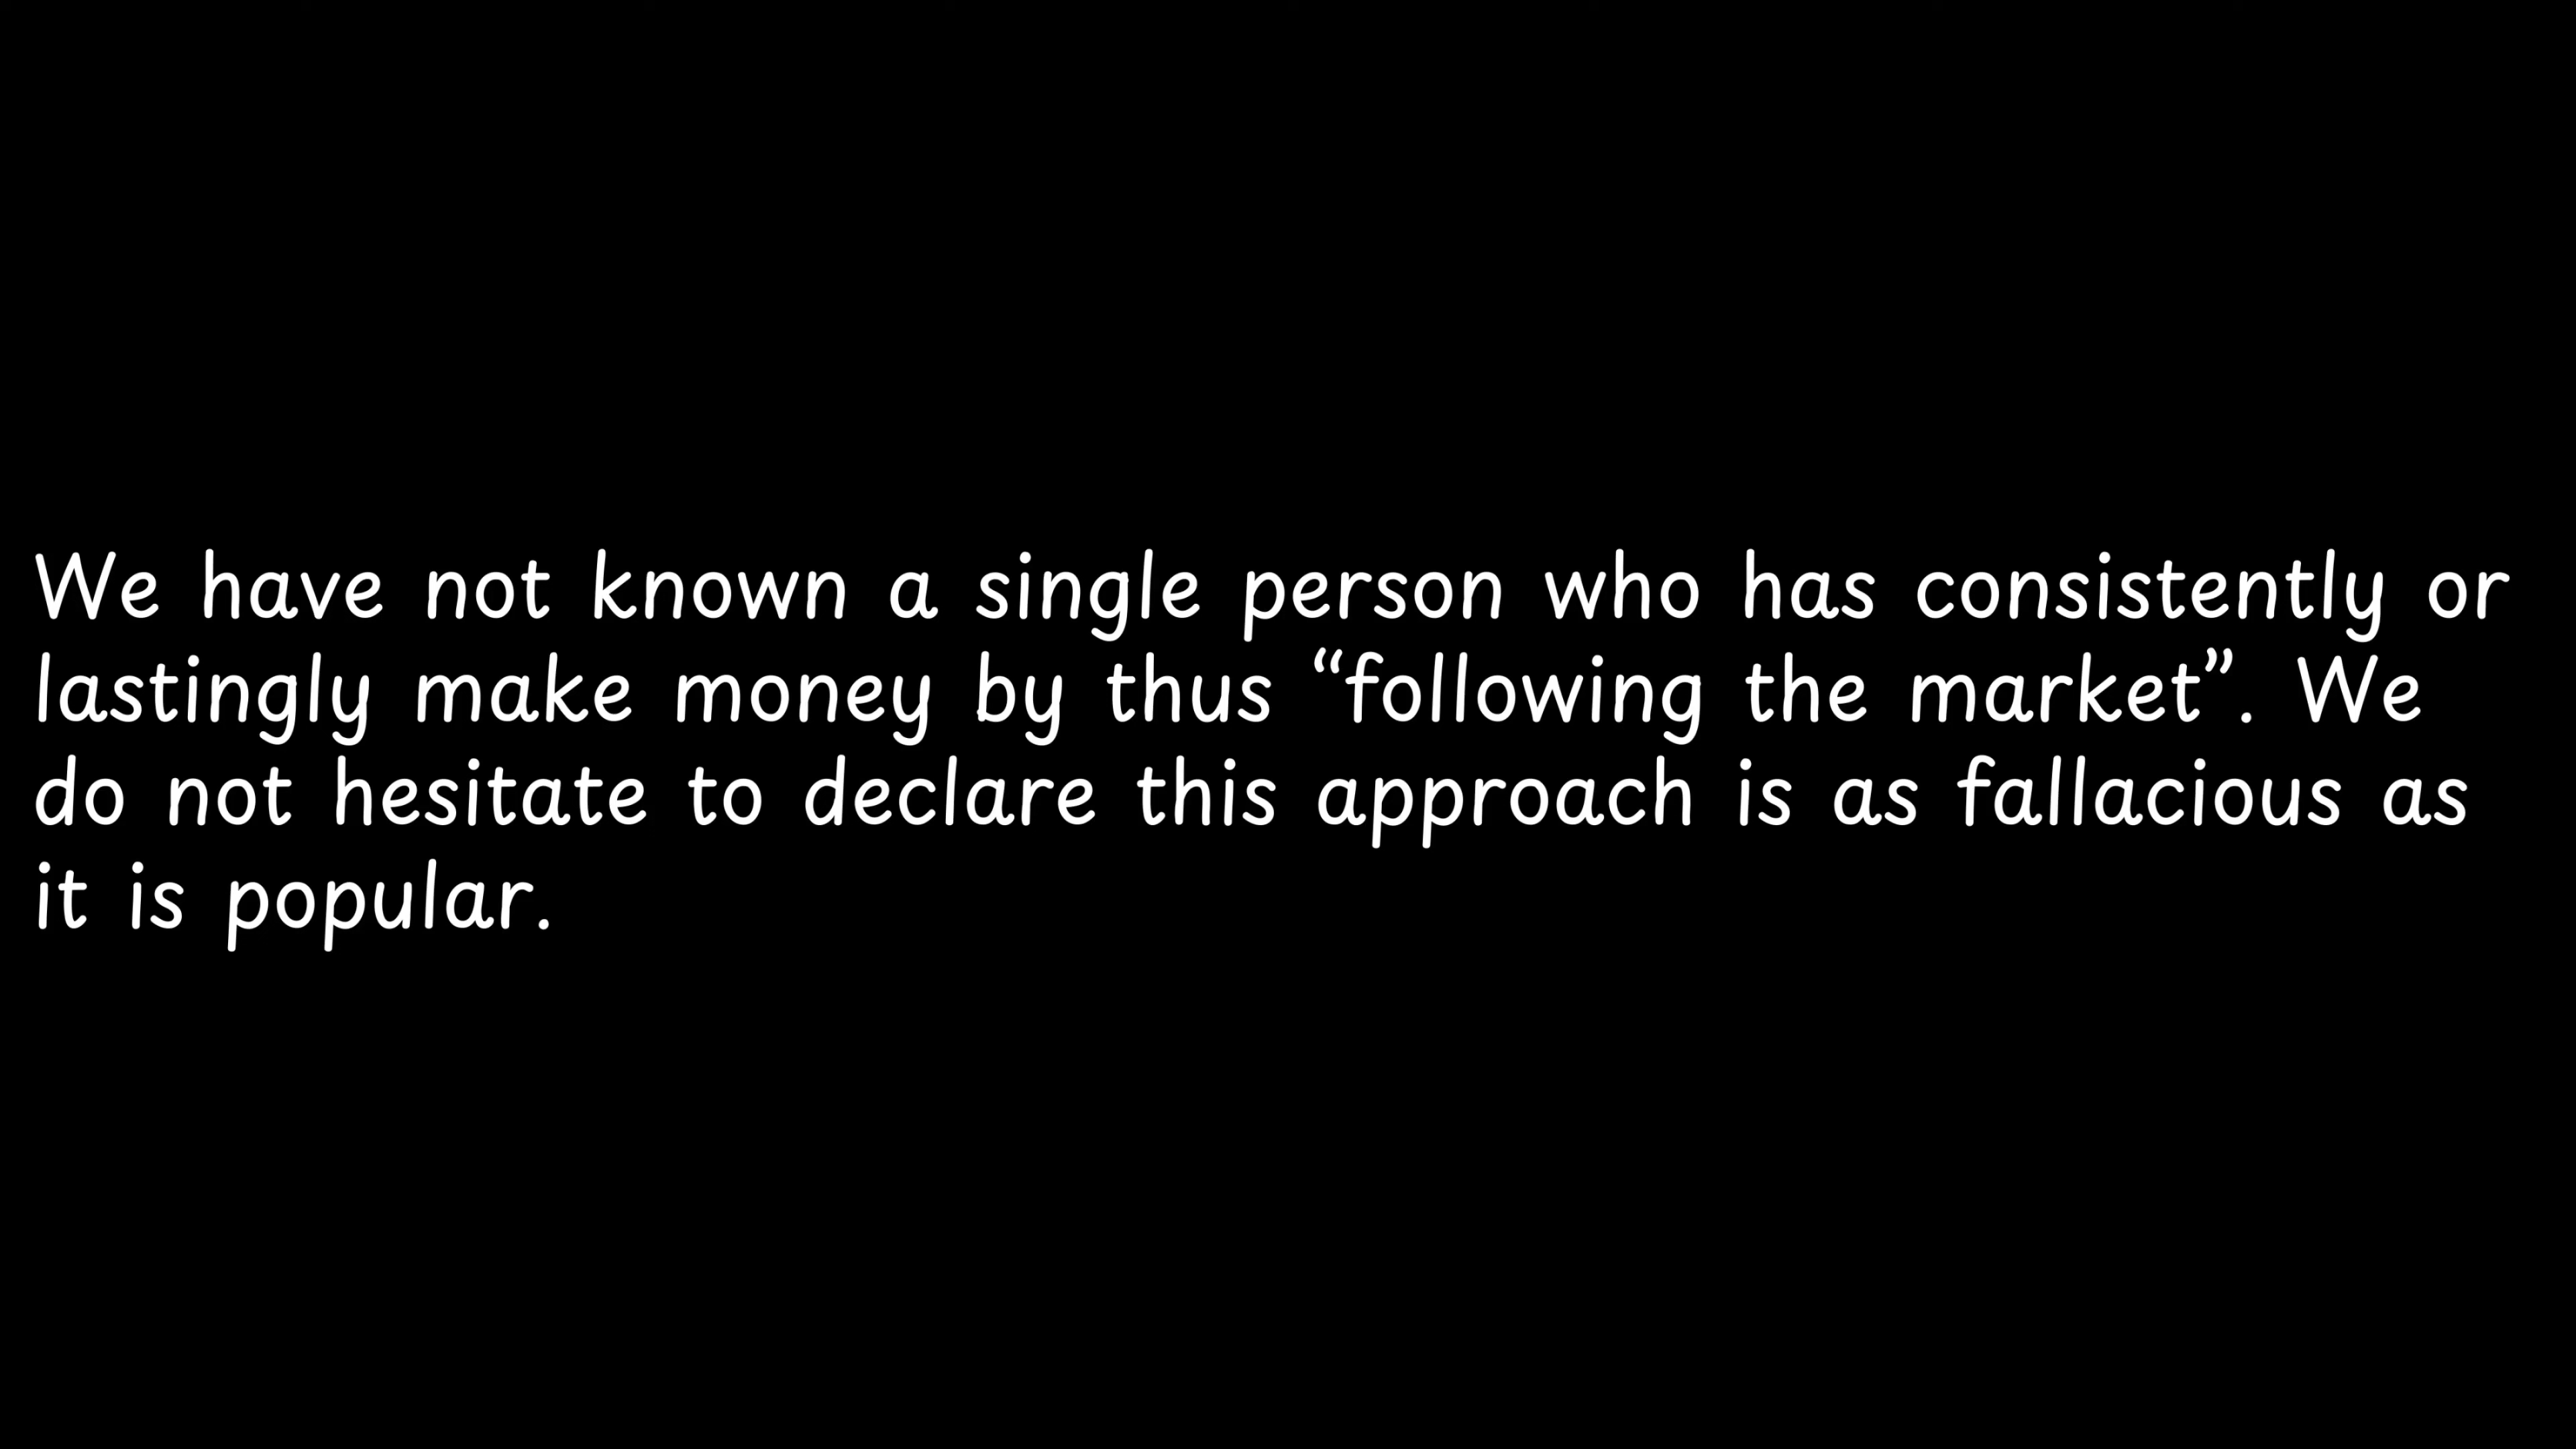 We have not known a single person who has consistently or
lastingly make money by thus “following the market”. We
do not hesitate to declare this approach is as fallacious as
it is popular.